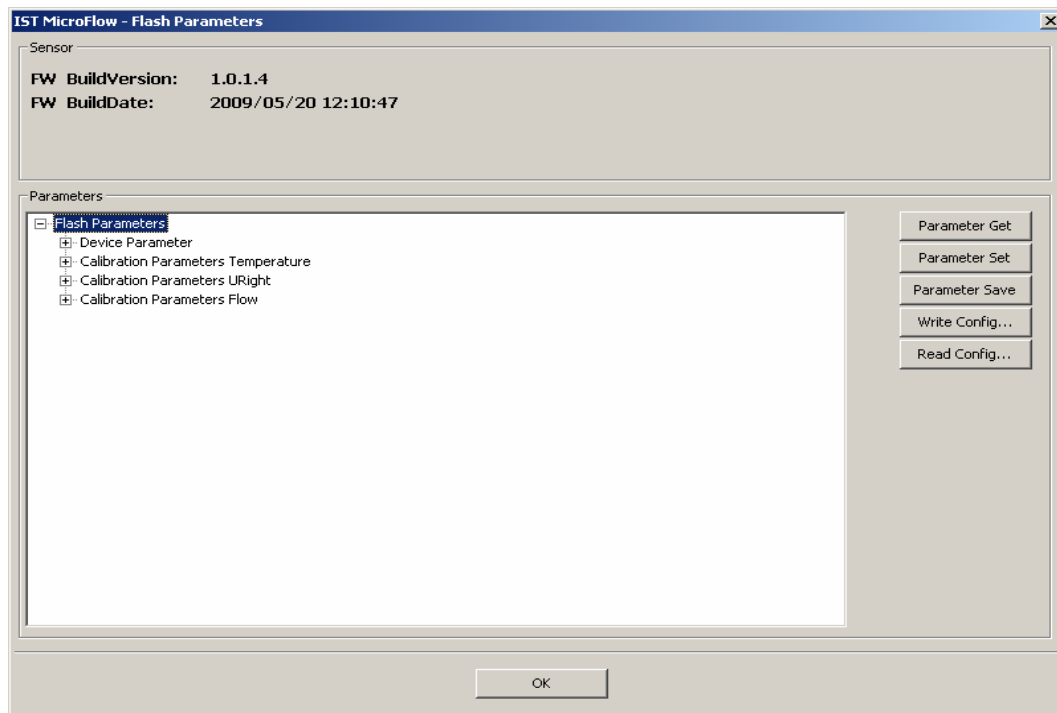 IST MicroFlow - Flash Parameters
Sensor
FW BuildVersion: 1.0.1.4
FW BuildDate: 2009/05/20 12:10:47
Parameters
Flash Parameters
Device Parameter
Calibration Parameters Temperature
Calibration Parameters URight
Calibration Parameters Flow
Parameter Get
Parameter Set
Parameter Save
Write Config...
Read Config...
OK